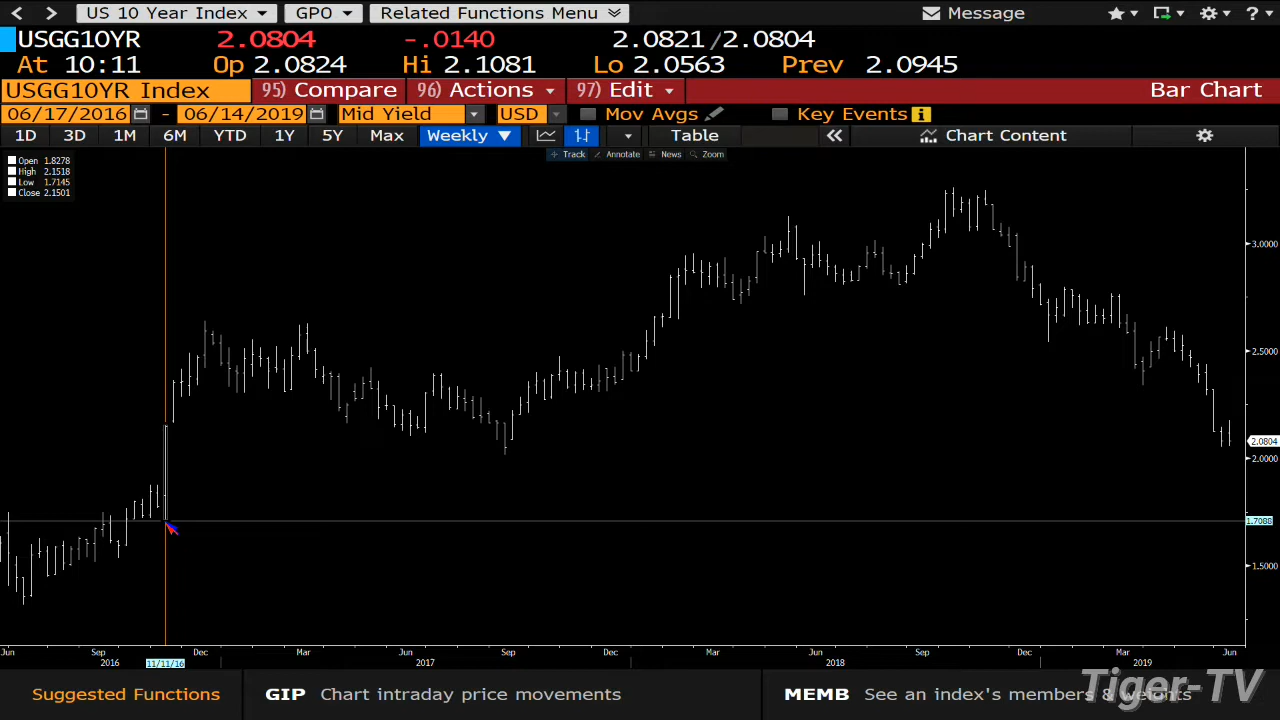 US 10 Year Index GPO Related Functions Menu Message ?
USGG10YR 2.0804 -.0140 2.0821/2.0804
At 10:11 Op 2.0824 Hi 2.1081 Lo 2.0563 Prev 2.0945
USGG10YR Index 95) Compare 96) Actions 97) Edit Bar Chart
06/17/2016 - 06/14/2019 Mid Yield USD Mov Avgs Key Events i
1D 3D 1M 6M YTD 1Y 5Y Max Weekly Table Chart Content
Track Annotate News Zoom
Open 1.8278
High 2.1518
Low 1.7145
Close 2.1501
3.0000
2.5000
2.0804
2.0000
1.7088
1.5000
Jun Sep Dec Mar Jun Sep Dec Mar Jun Sep Dec Mar Jun
2016 11/11/16 2017 2018 2019
Suggested Functions GIP Chart intraday price movements MEMB See an index's members & weights
Tiger-TV